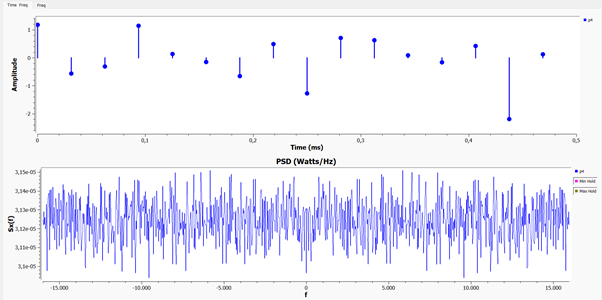 Time Freq Freq
p4
1
0
-1
-2
Amplitude
0 0,1 0,2 0,3 0,4 0,5
Time (ms)
PSD (Watts/Hz)
p4
Min Hold
Max Hold
3,15e-05
3,14e-05
3,13e-05
3,12e-05
3,11e-05
3,1e-05
Sx(f)
-15.000 -10.000 -5.000 0 5.000 10.000 15.000
f